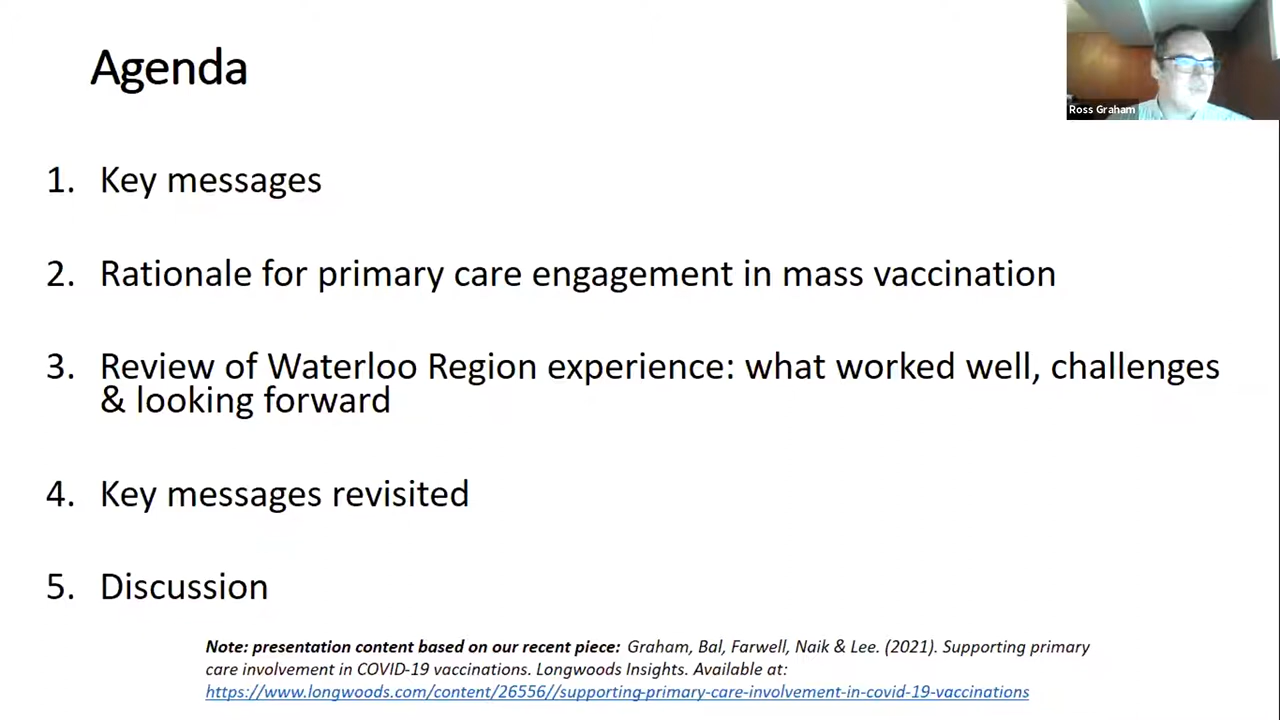 Agenda
Ross Graham
1. Key messages
2. Rationale for primary care engagement in mass vaccination
3. Review of Waterloo Region experience: what worked well, challenges
& looking forward
4. Key messages revisited
5. Discussion
Note: presentation content based on our recent piece: Graham, Bal, Farwell, Naik & Lee. (2021). Supporting primary
care involvement in COVID-19 vaccinations. Longwoods Insights. Available at:
https://www.longwoods.com/content/26556//supporting-primary-care-involvement-in-covid-19-vaccinations